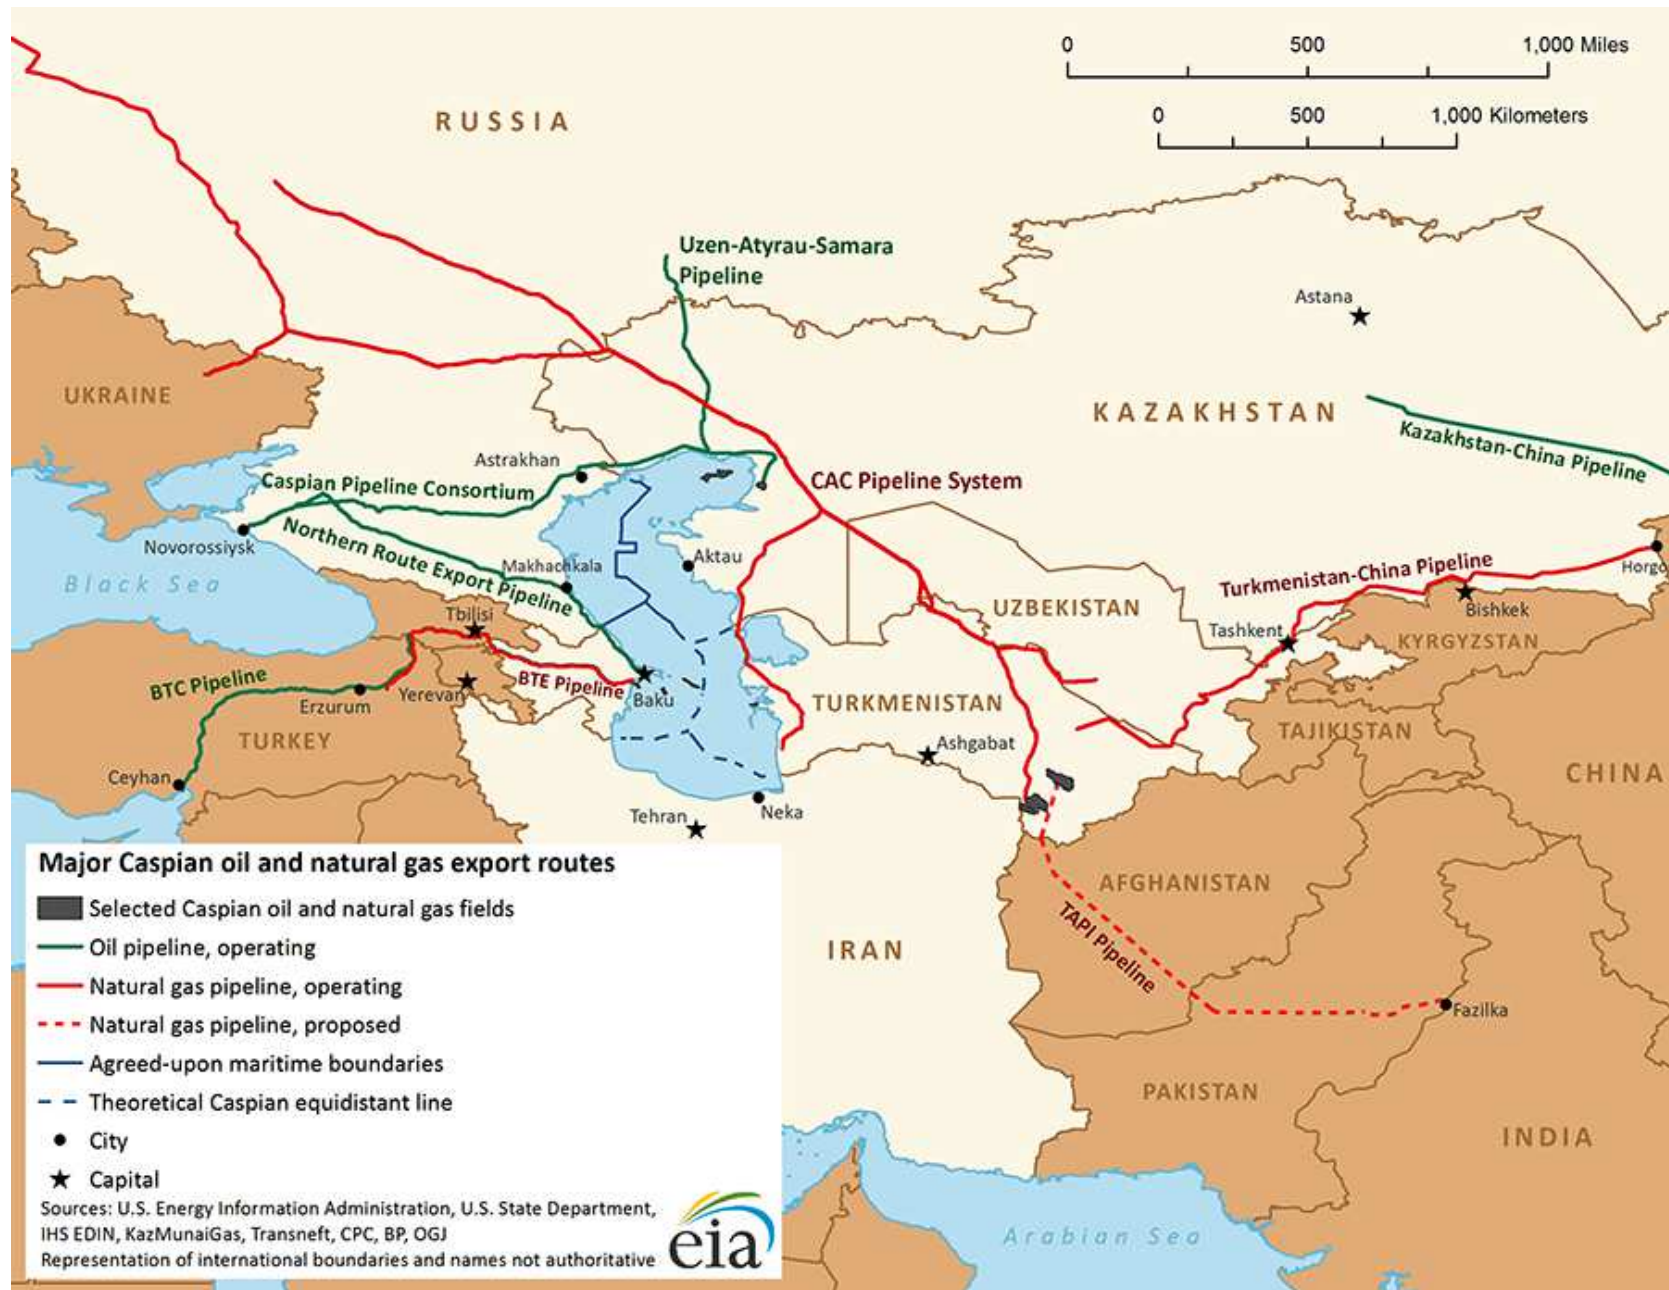 0 500 1,000 Miles
0 500 1,000 Kilometers
RUSSIA
Uzen-Atyrau-Samara
Pipeline
Astana
UKRAINE
KAZAKHSTAN
Kazakhstan-China Pipeline
Astrakhan
CAC Pipeline System
Caspian Pipeline Consortium
Novorossiysk
Northern Route Export Pipeline
Makhachkala
Aktau
Black Sea
Turkmenistan-China Pipeline
Horgo
UZBEKISTAN
Bishkek
Tbilisi
Tashkent
KYRGYZSTAN
BTC Pipeline
Erzurum
Yerevan
BTE Pipeline
Baku
TURKMENISTAN
TURKEY
Ashgabat
TAJIKISTAN
Ceyhan
CHINA
Tehran
Neka
AFGHANISTAN
TAPI Pipeline
IRAN
Fazilka
PAKISTAN
INDIA
Arabian Sea
Major Caspian oil and natural gas export routes
Selected Caspian oil and natural gas fields
Oil pipeline, operating
Natural gas pipeline, operating
Natural gas pipeline, proposed
Agreed-upon maritime boundaries
Theoretical Caspian equidistant line
City
Capital
Sources: U.S. Energy Information Administration, U.S. State Department,
IHS EDIN, KazMunaiGas, Transneft, CPC, BP, OGJ
Representation of international boundaries and names not authoritative
eia